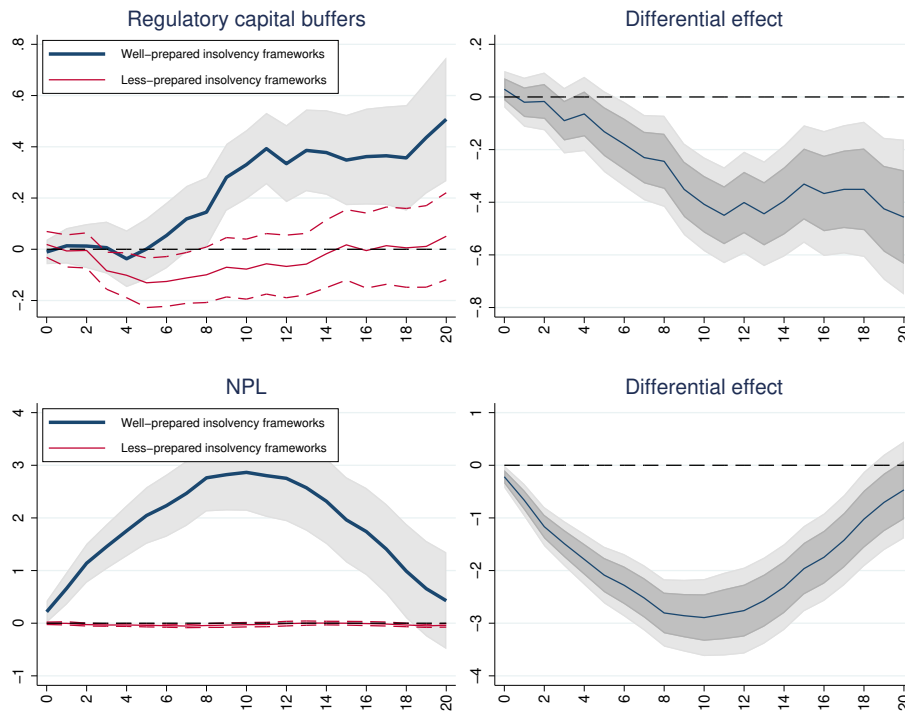 Regulatory capital buffers
Well−prepared insolvency frameworks
Less−prepared insolvency frameworks
.8
.6
.4
.2
0
-.2
0 2 4 6 8 10 12 14 16 18 20
Differential effect
.2
0
-.2
-.4
-.6
-.8
0 2 4 6 8 10 12 14 16 18 20
NPL
Well−prepared insolvency frameworks
Less−prepared insolvency frameworks
4
3
2
1
0
-1
0 2 4 6 8 10 12 14 16 18 20
Differential effect
1
0
-1
-2
-3
-4
0 2 4 6 8 10 12 14 16 18 20